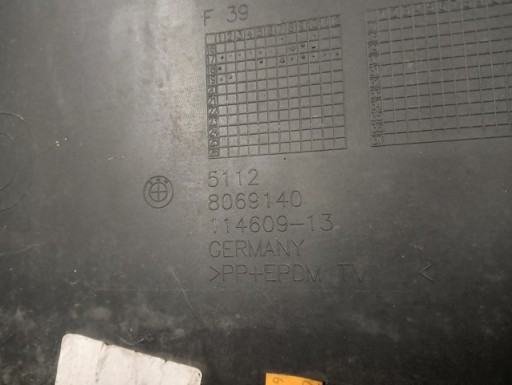 F 39
5112
8069140
114609-13
GERMANY
>PP+EPDM TV <